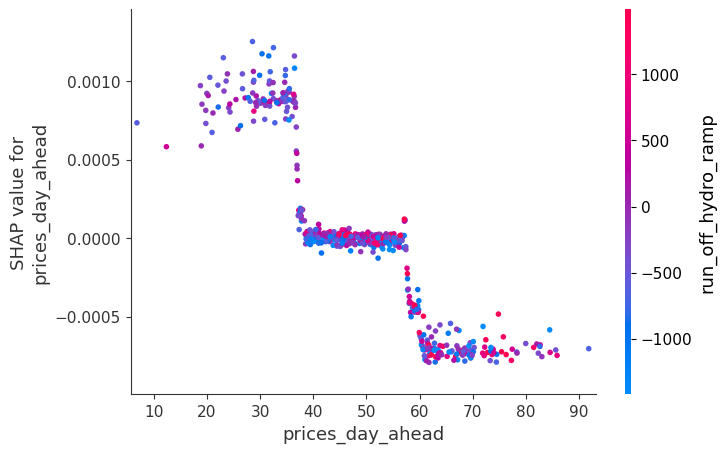 0.0010
0.0005
0.0000
−0.0005
SHAP value for
prices_day_ahead
10 20 30 40 50 60 70 80 90
prices_day_ahead
1000
500
0
−500
−1000
run_off_hydro_ramp